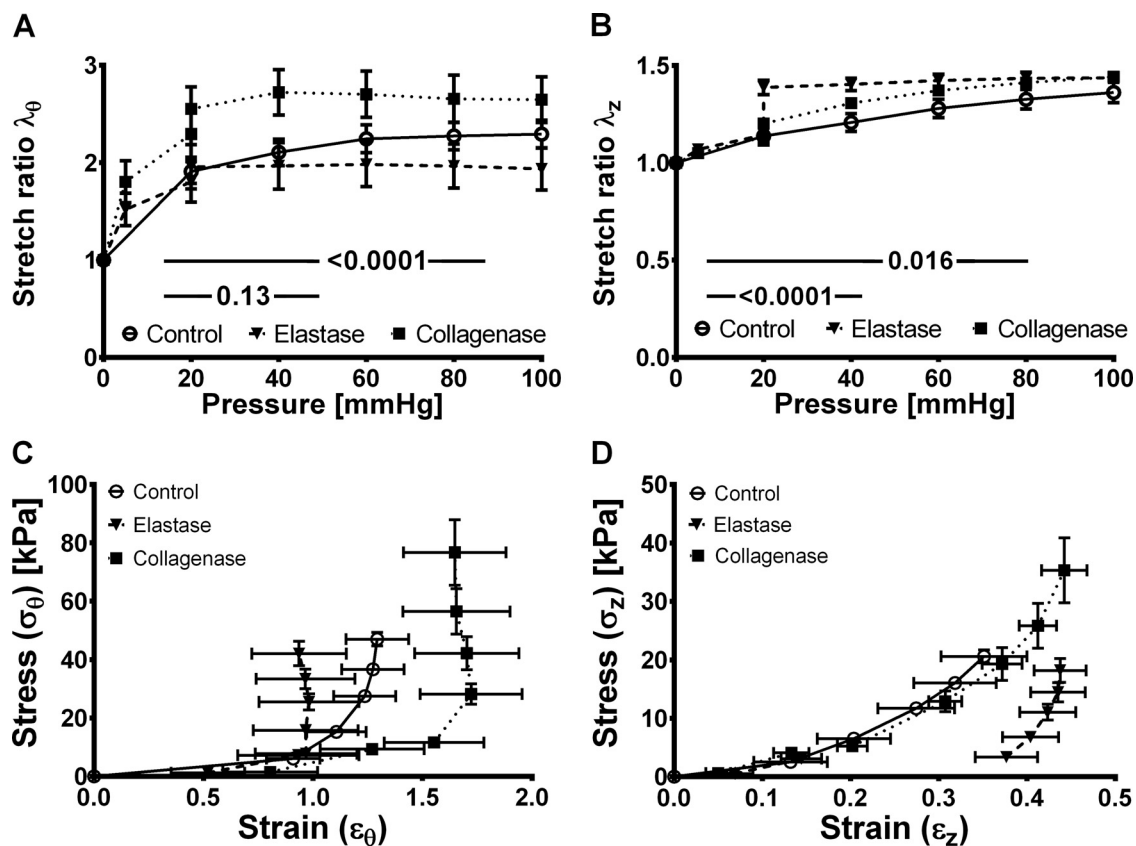 A
Stretch ratio λθ
3
2
1
2
<0.0001
0.13
Control Elastase Collagenase
0 20 40 60 80 100
Pressure [mmHg]
B
Stretch ratio λz
1.5
1.0
0.5
1.0
0.016
<0.0001
Control Elastase Collagenase
0 20 40 60 80 100
Pressure [mmHg]
C
Stress (σθ) [kPa]
100
80
60
40
20
0
Control
Elastase
Collagenase
0.0 0.5 1.0 1.5 2.0
Strain (εθ)
D
Stress (σz) [kPa]
50
40
30
20
10
0
Control
Elastase
Collagenase
0.0 0.1 0.2 0.3 0.4 0.5
Strain (εz)